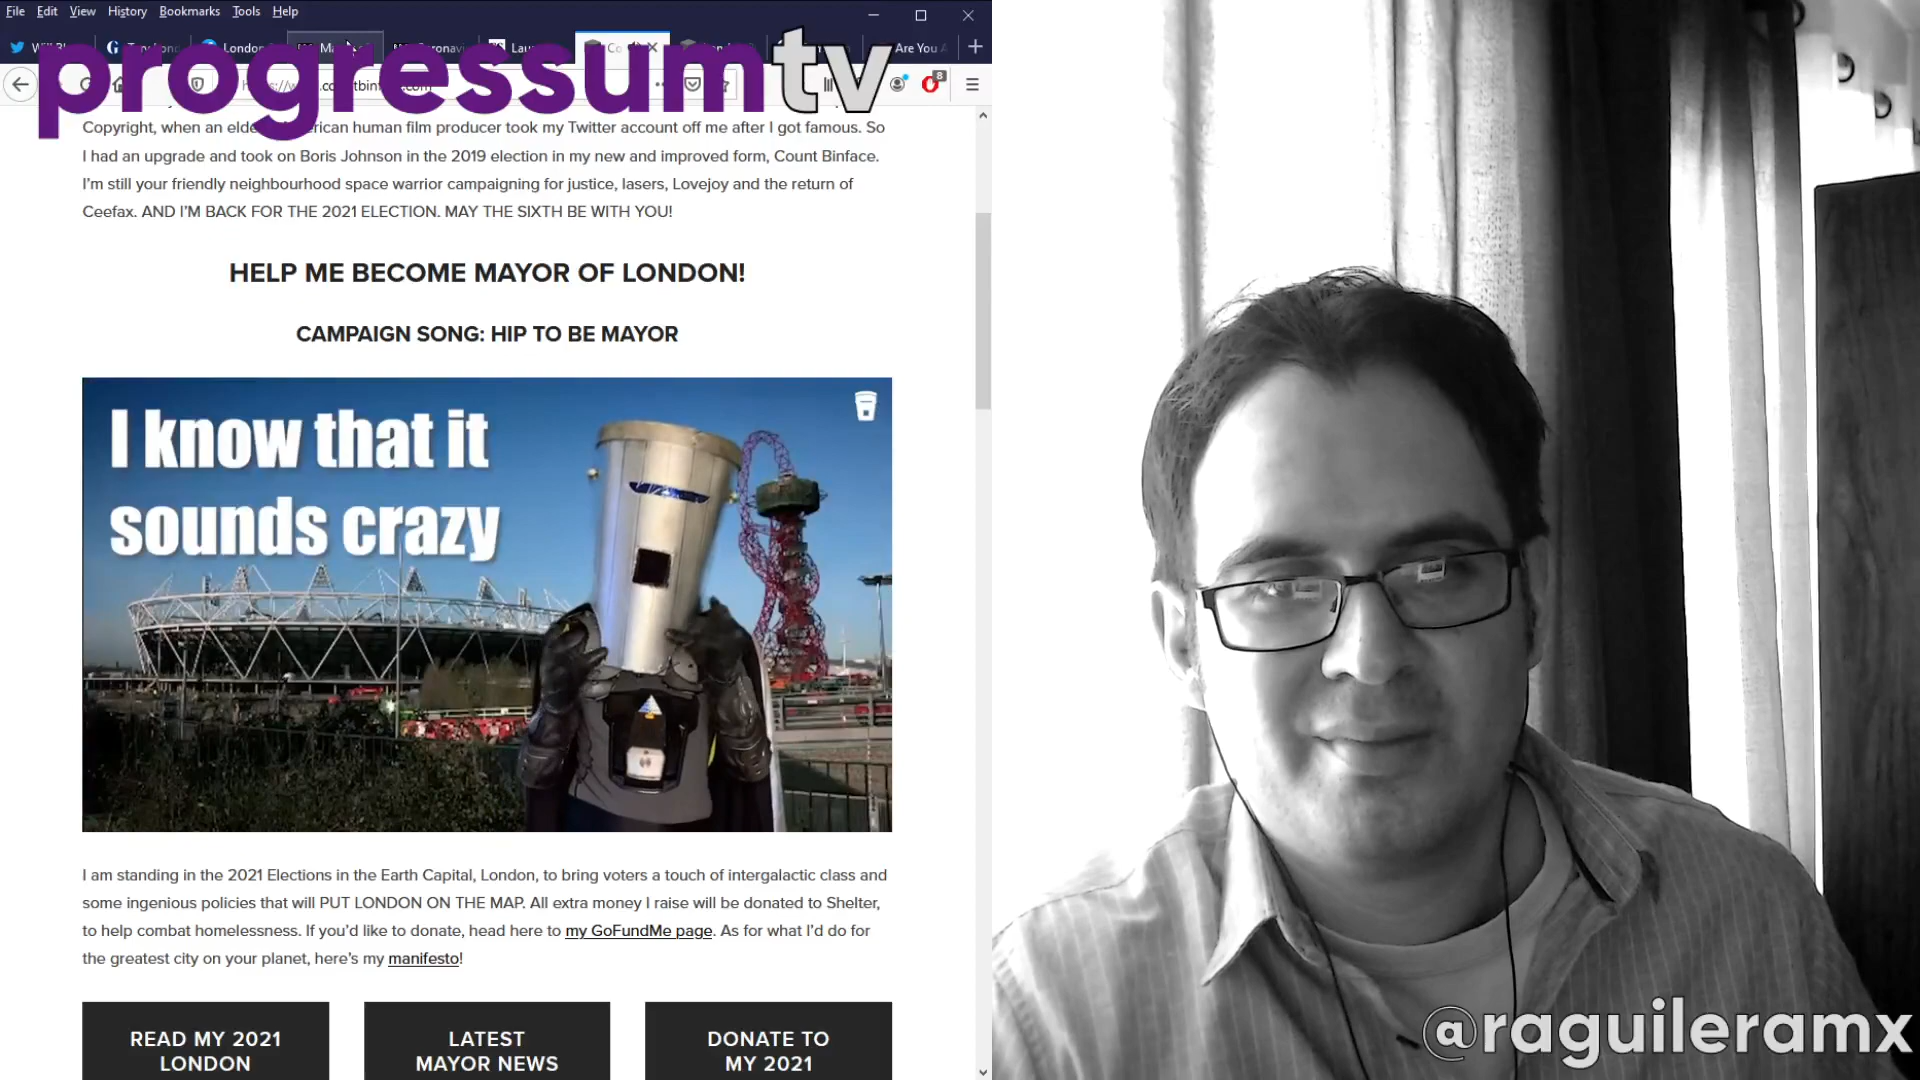 File Edit View History Bookmarks Tools Help
London
Are You
progressumtv
8
Copyright, when an American human film producer took my Twitter account off me after I got famous. So
I had an upgrade and took on Boris Johnson in the 2019 election in my new and improved form, Count Binface.
I'm still your friendly neighbourhood space warrior campaigning for justice, lasers, Lovejoy and the return of
Ceefax. AND I'M BACK FOR THE 2021 ELECTION. MAY THE SIXTH BE WITH YOU!
HELP ME BECOME MAYOR OF LONDON!
CAMPAIGN SONG: HIP TO BE MAYOR
I know that it
sounds crazy
I am standing in the 2021 Elections in the Earth Capital, London, to bring voters a touch of intergalactic class and
some ingenious policies that will PUT LONDON ON THE MAP. All extra money I raise will be donated to Shelter,
to help combat homelessness. If you'd like to donate, head here to my GoFundMe page. As for what I'd do for
the greatest city on your planet, here's my manifesto!
READ MY 2021
LONDON
LATEST
MAYOR NEWS
DONATE TO
MY 2021
@raguileramx